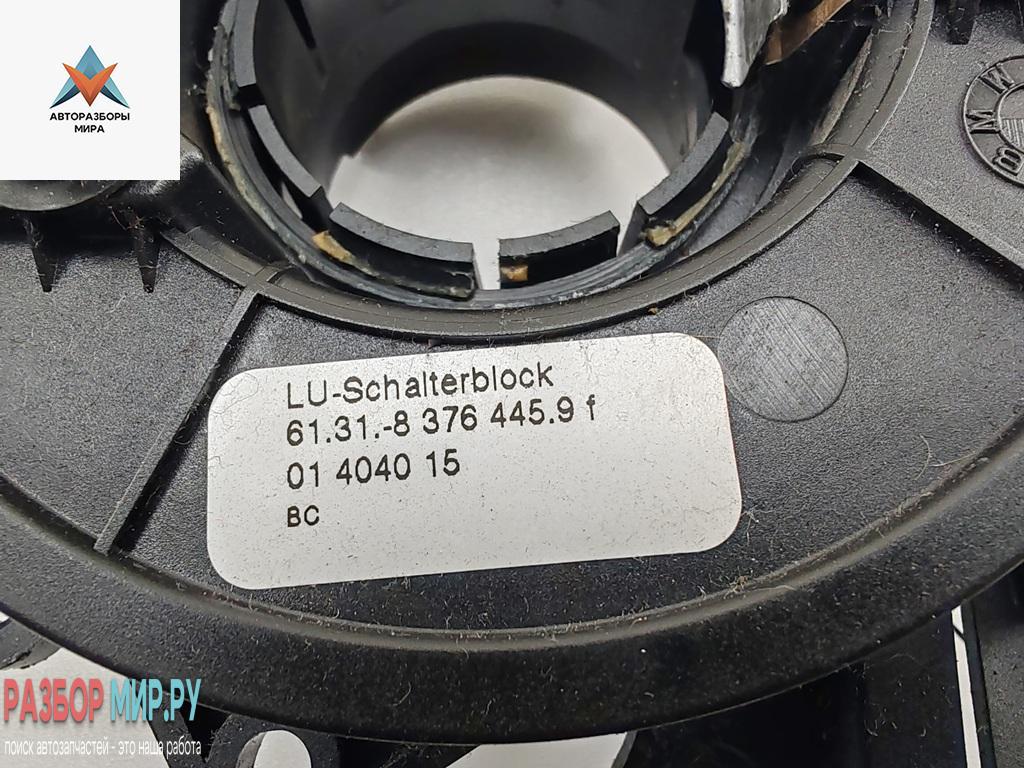 АВТОРАЗБОРЫ
МИРА
BMW
LU-Schalterblock
61.31.-8 376 445.9 f
01 4040 15
BC
РАЗБОР МИР.РУ
поиск автозапчастей - это наша работа